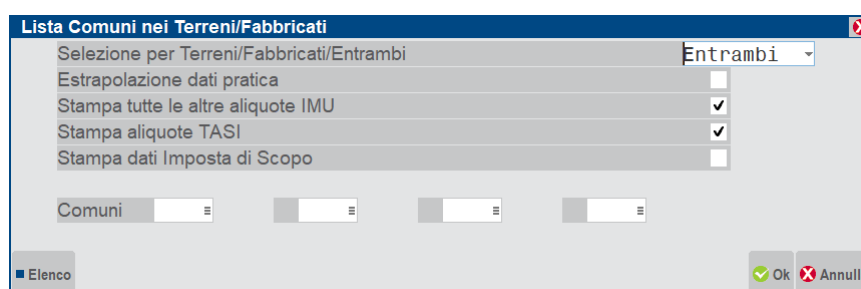 Lista Comuni nei Terreni/Fabbricati
Selezione per Terreni/Fabbricati/Entrambi Entrambi
Estrapolazione dati pratica
Stampa tutte le altre aliquote IMU
Stampa aliquote TASI
Stampa dati Imposta di Scopo
Comuni
Elenco Ok Annull